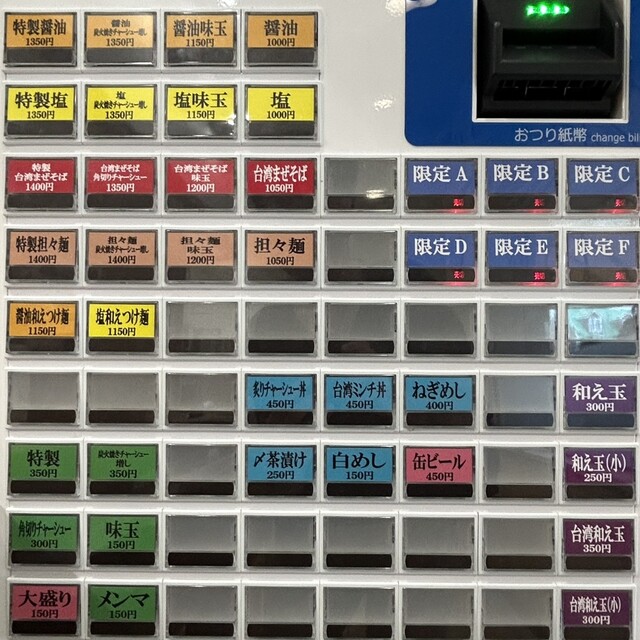 特製醤油
1350円
醤油
炭火焼きチャーシュー増し
1350円
醤油味玉
1150円
醤油
1000円
おつり紙幣 change bil
特製塩
1350円
塩
炭火焼きチャーシュー増し
1350円
塩味玉
1150円
塩
1000円
特製
台湾まぜそば
1400円
台湾まぜそば
角切りチャーシュー
1350円
台湾まぜそば
味玉
1200円
台湾まぜそば
1050円
限定A
限定B
限定C
特製担々麺
1400円
担々麺
炭火焼きチャーシュー増し
1400円
担々麺
味玉
1200円
担々麺
1050円
限定D
限定E
限定F
醤油和えつけ麺
1150円
塩和えつけ麺
1150円
炙りチャーシュー丼
450円
台湾ミンチ丼
450円
ねぎめし
400円
和え玉
300円
特製
350円
炭火焼きチャーシュー
増し
350円
〆茶漬け
250円
白めし
150円
缶ビール
450円
和え玉(小)
250円
角切りチャーシュー
300円
味玉
150円
台湾和え玉
350円
大盛り
150円
メンマ
150円
台湾和え玉(小)
300円